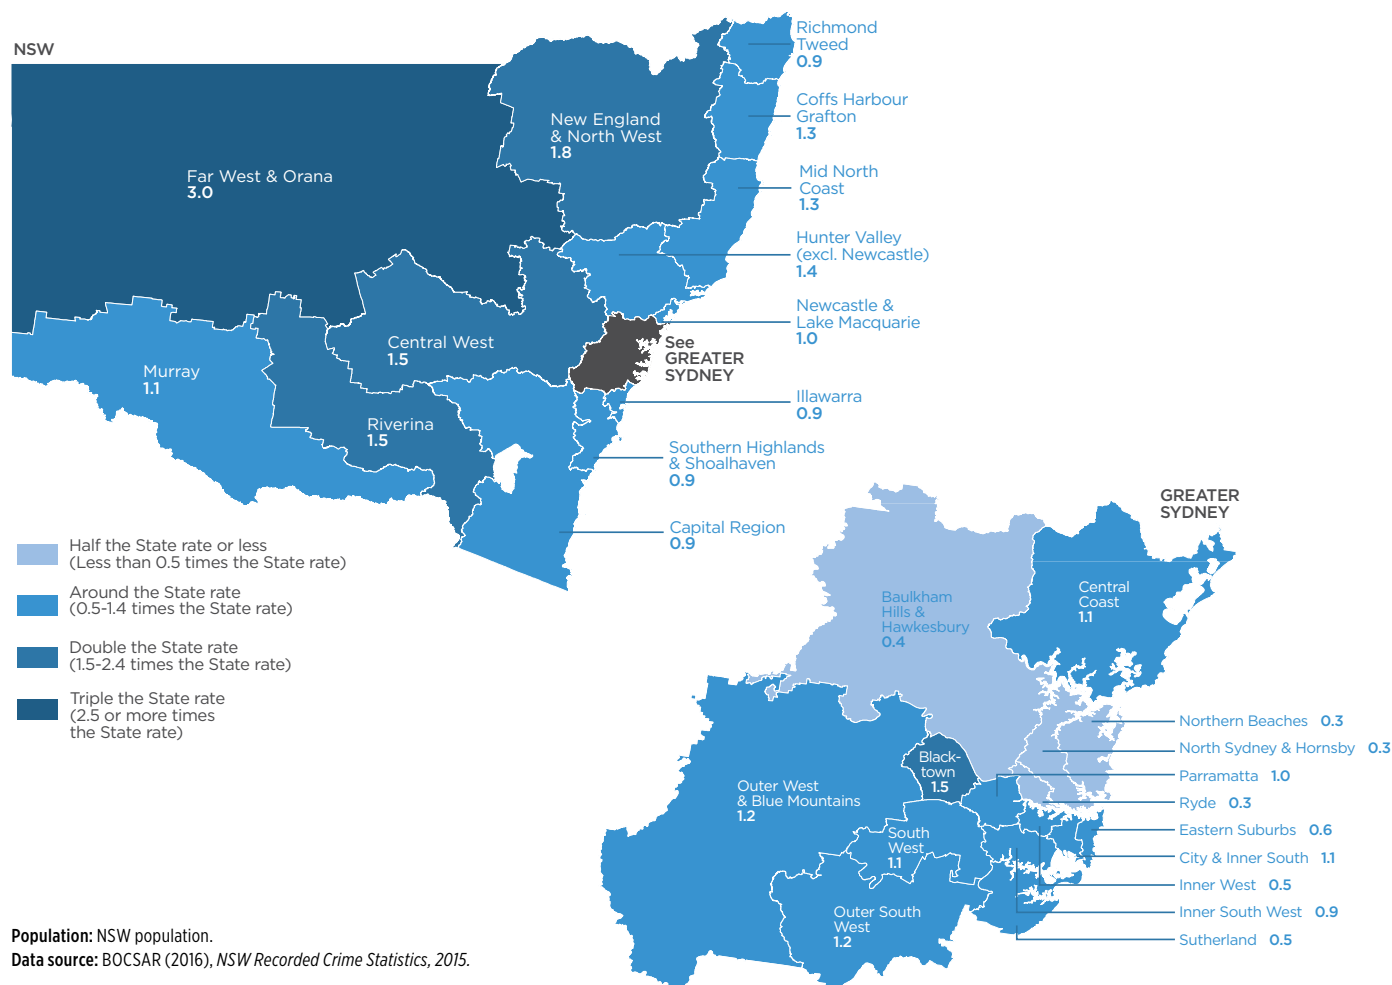 NSW
Richmond
Tweed
0.9
Coffs Harbour
Grafton
1.3
New England
& North West
1.8
Far West & Orana
3.0
Mid North
Coast
1.3
Hunter Valley
(excl. Newcastle)
1.4
Newcastle &
Lake Macquarie
1.0
See
GREATER
SYDNEY
Central West
1.5
Murray
1.1
Riverina
1.5
Illawarra
0.9
Southern Highlands
& Shoalhaven
0.9
Capital Region
0.9
Half the State rate or less
(Less than 0.5 times the State rate)
Around the State rate
(0.5-1.4 times the State rate)
Double the State rate
(1.5-2.4 times the State rate)
Triple the State rate
(2.5 or more times
the State rate)
GREATER
SYDNEY
Central
Coast
1.1
Baulkham
Hills &
Hawkesbury
0.4
Northern Beaches 0.3
North Sydney & Hornsby 0.3
Parramatta 1.0
Ryde 0.3
Eastern Suburbs 0.6
City & Inner South 1.1
Inner West 0.5
Inner South West 0.9
Sutherland 0.5
Black-
town
1.5
Outer West
& Blue Mountains
1.2
South
West
1.1
Outer South
West
1.2
Population: NSW population.
Data source: BOCSAR (2016), NSW Recorded Crime Statistics, 2015.